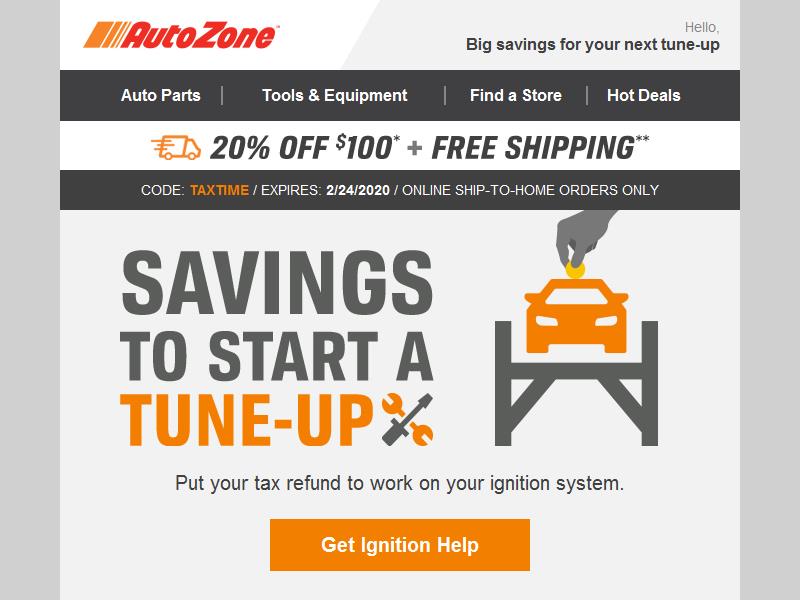 AutoZone
Hello,
Big savings for your next tune-up
Auto Parts | Tools & Equipment | Find a Store | Hot Deals
20% OFF $100* + FREE SHIPPING**
CODE: TAXTIME / EXPIRES: 2/24/2020 / ONLINE SHIP-TO-HOME ORDERS ONLY
SAVINGS
TO START A
TUNE-UP
Put your tax refund to work on your ignition system.
Get Ignition Help